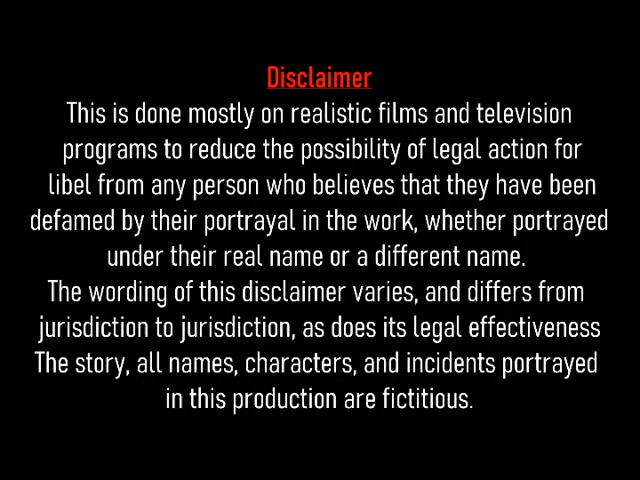 Disclaimer
This is done mostly on realistic films and television
programs to reduce the possibility of legal action for
libel from any person who believes that they have been
defamed by their portrayal in the work, whether portrayed
under their real name or a different name.
The wording of this disclaimer varies, and differs from
jurisdiction to jurisdiction, as does its legal effectiveness
The story, all names, characters, and incidents portrayed
in this production are fictitious.